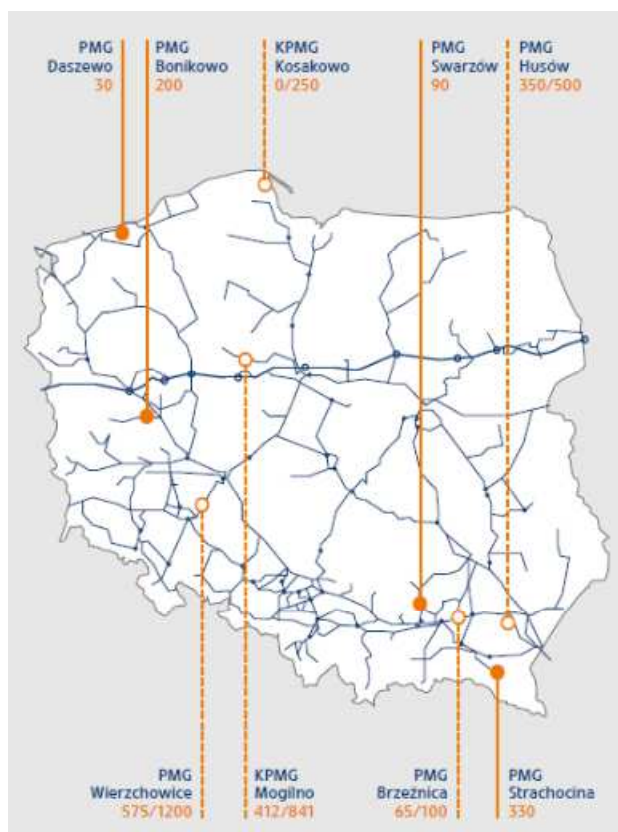 PMG
Daszewo
30
PMG
Bonikowo
200
KPMG
Kosakowo
0/250
PMG
Swarzów
90
PMG
Husów
350/500
PMG
Wierzchowice
575/1200
KPMG
Mogilno
412/841
PMG
Brzeźnica
65/100
PMG
Strachocina
330